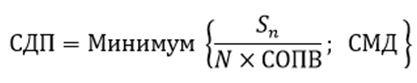 СДП = Минимум { Sₙ / (N × СОПВ) ; СМД }